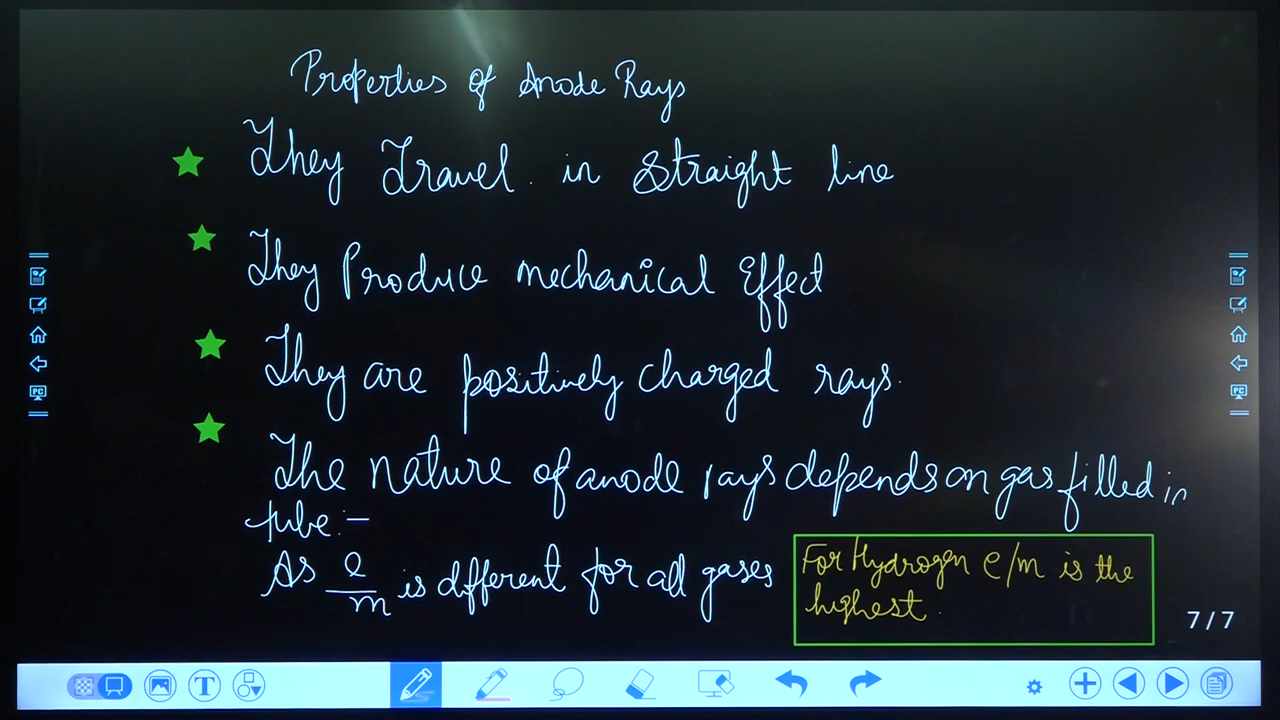 Properties of Anode Rays
They Travel in straight line
They Produce mechanical Effect
They are positively charged rays.
The nature of anode rays depends on gas filled in
tube :-
As e/m is different for all gases
For Hydrogen e/m is the
highest.
7/7
PC
PC
T